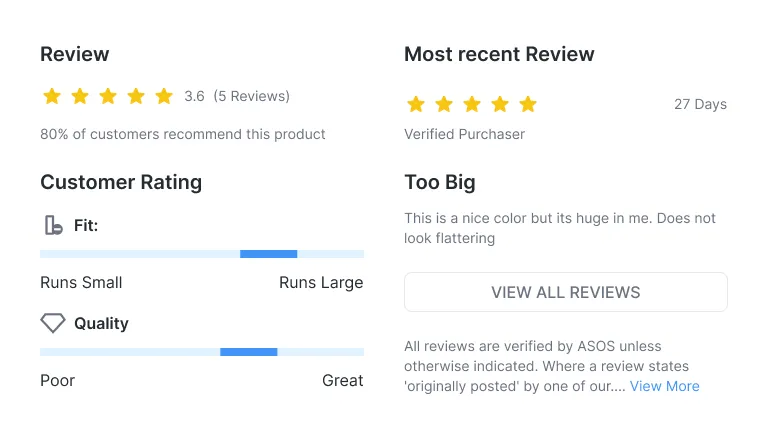 Review
3.6 (5 Reviews)
80% of customers recommend this product
Customer Rating
Fit:
Runs Small
Runs Large
Quality
Poor
Great
Most recent Review
27 Days
Verified Purchaser
Too Big
This is a nice color but its huge in me. Does not
look flattering
VIEW ALL REVIEWS
All reviews are verified by ASOS unless
otherwise indicated. Where a review states
'originally posted' by one of our.... View More